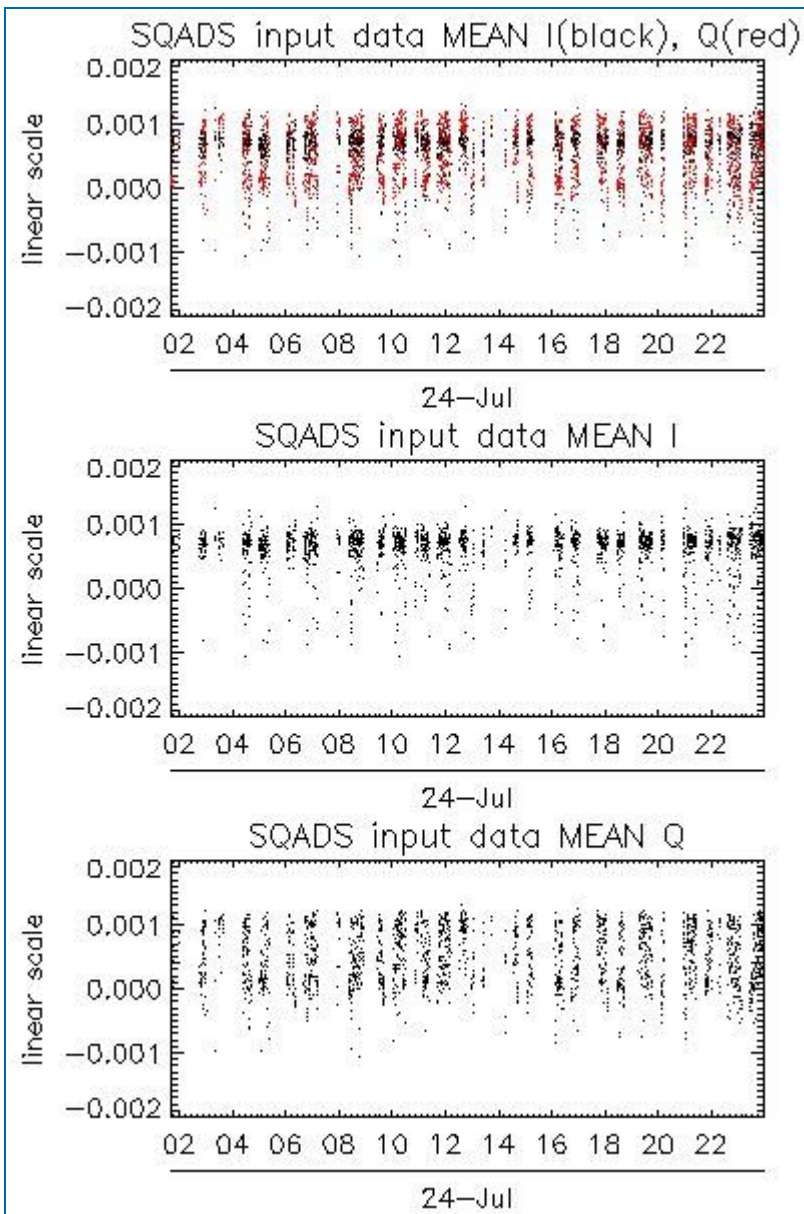 SQADS input data MEAN I(black), Q(red)
0.002
0.001
0.000
-0.001
-0.002
linear scale
02 04 06 08 10 12 14 16 18 20 22
24-Jul
SQADS input data MEAN I
0.002
0.001
0.000
-0.001
-0.002
linear scale
02 04 06 08 10 12 14 16 18 20 22
24-Jul
SQADS input data MEAN Q
0.002
0.001
0.000
-0.001
-0.002
linear scale
02 04 06 08 10 12 14 16 18 20 22
24-Jul